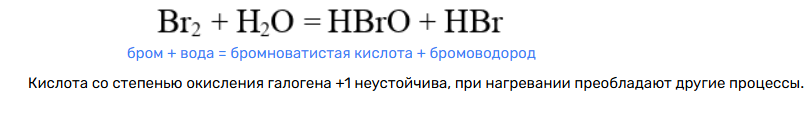 Br₂ + H₂O = HBrO + HBr
бром + вода = бромноватистая кислота + бромоводород
Кислота со степенью окисления галогена +1 неустойчива, при нагревании преобладают другие процессы.